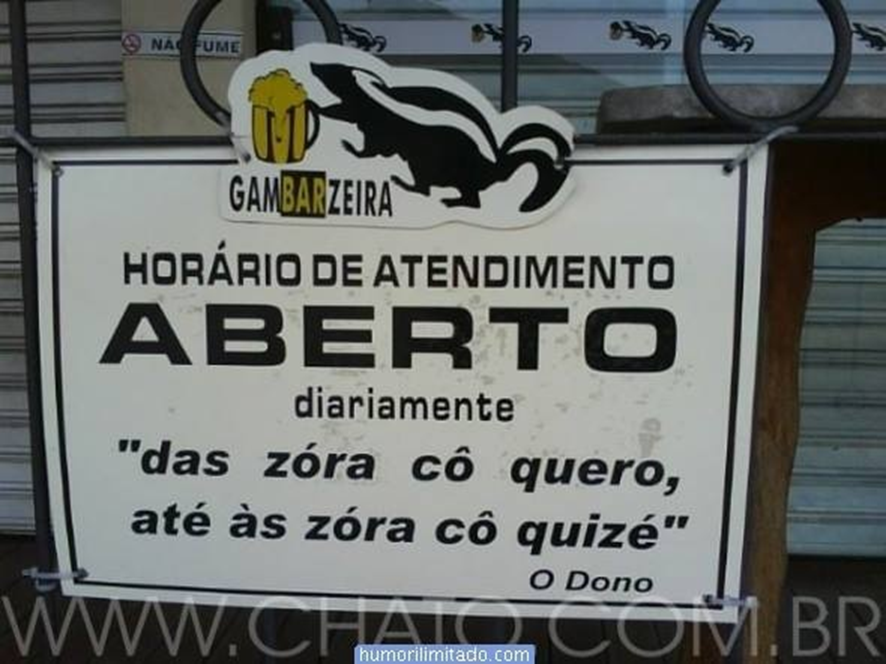 NÃO FUME
GAMBARZEIRA
HORÁRIO DE ATENDIMENTO
ABERTO
diariamente
"das zóra cô quero,
até às zóra cô quizé"
O Dono
WWW.CHAIO.COM.BR
humorilimitado.com